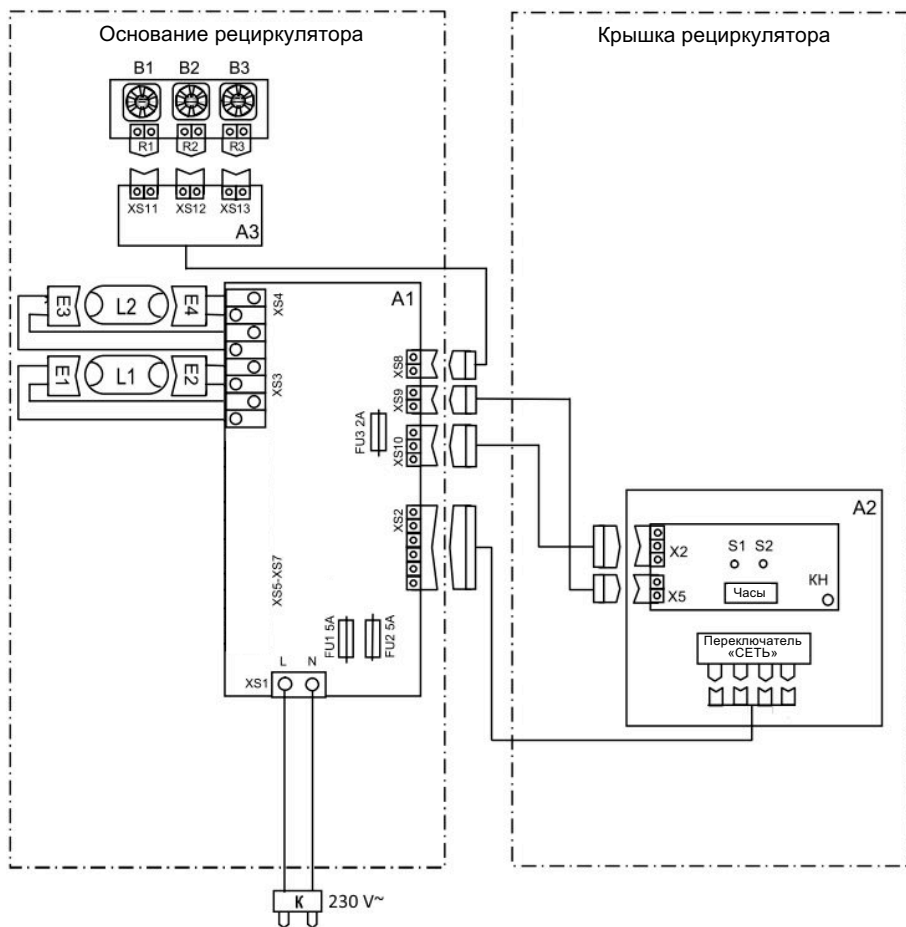 Основание рециркулятора
Крышка рециркулятора
B1 B2 B3
R1 R2 R3
XS11 XS12 XS13
A3
E3 L2 E4
XS4
A1
E1 L1 E2
XS3
XS8
XS9
FU3 2A
XS10
XS2
A2
X2
S1 S2
X5
Часы
КН
XS5-XS7
FU1 5A
FU2 5A
Переключатель
«СЕТЬ»
L N
XS1
К 230 V~